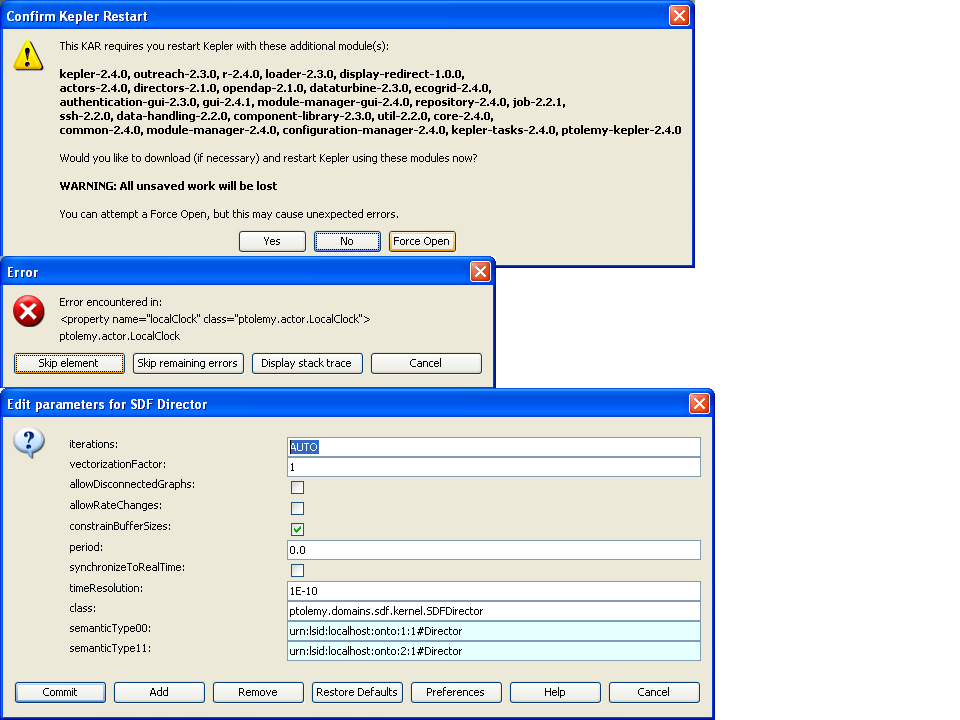 Confirm Kepler Restart
This KAR requires you restart Kepler with these additional module(s):
kepler-2.4.0, outreach-2.3.0, r-2.4.0, loader-2.3.0, display-redirect-1.0.0,
actors-2.4.0, directors-2.1.0, opendap-2.1.0, dataturbine-2.3.0, ecogrid-2.4.0,
authentication-gui-2.3.0, gui-2.4.1, module-manager-gui-2.4.0, repository-2.4.0, job-2.2.1,
ssh-2.2.0, data-handling-2.2.0, component-library-2.3.0, util-2.2.0, core-2.4.0,
common-2.4.0, module-manager-2.4.0, configuration-manager-2.4.0, kepler-tasks-2.4.0, ptolemy-kepler-2.4.0
Would you like to download (if necessary) and restart Kepler using these modules now?
WARNING: All unsaved work will be lost
You can attempt a Force Open, but this may cause unexpected errors.
Yes No Force Open
Error
Error encountered in:
<property name="localClock" class="ptolemy.actor.LocalClock">
ptolemy.actor.LocalClock
Skip element Skip remaining errors Display stack trace Cancel
Edit parameters for SDF Director
iterations: AUTO
vectorizationFactor: 1
allowDisconnectedGraphs:
allowRateChanges:
constrainBufferSizes:
period: 0.0
synchronizeToRealTime:
timeResolution: 1E-10
class: ptolemy.domains.sdf.kernel.SDFDirector
semanticType00: urn:lsid:localhost:onto:1:1#Director
semanticType11: urn:lsid:localhost:onto:2:1#Director
Commit Add Remove Restore Defaults Preferences Help Cancel